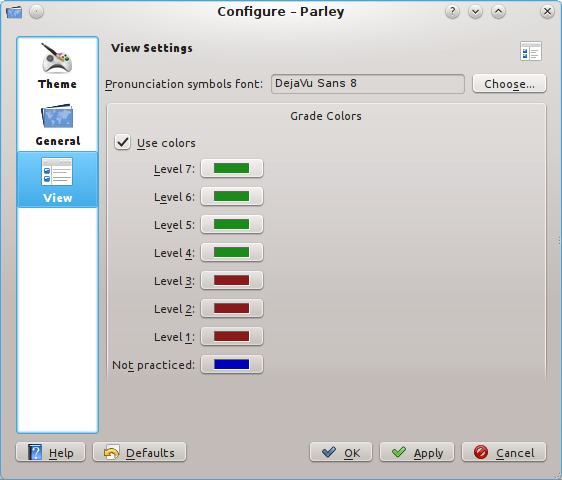 Configure – Parley
Theme
General
View
View Settings
Pronunciation symbols font: DejaVu Sans 8 Choose...
Grade Colors
Use colors
Level 7:
Level 6:
Level 5:
Level 4:
Level 3:
Level 2:
Level 1:
Not practiced:
Help Defaults OK Apply Cancel